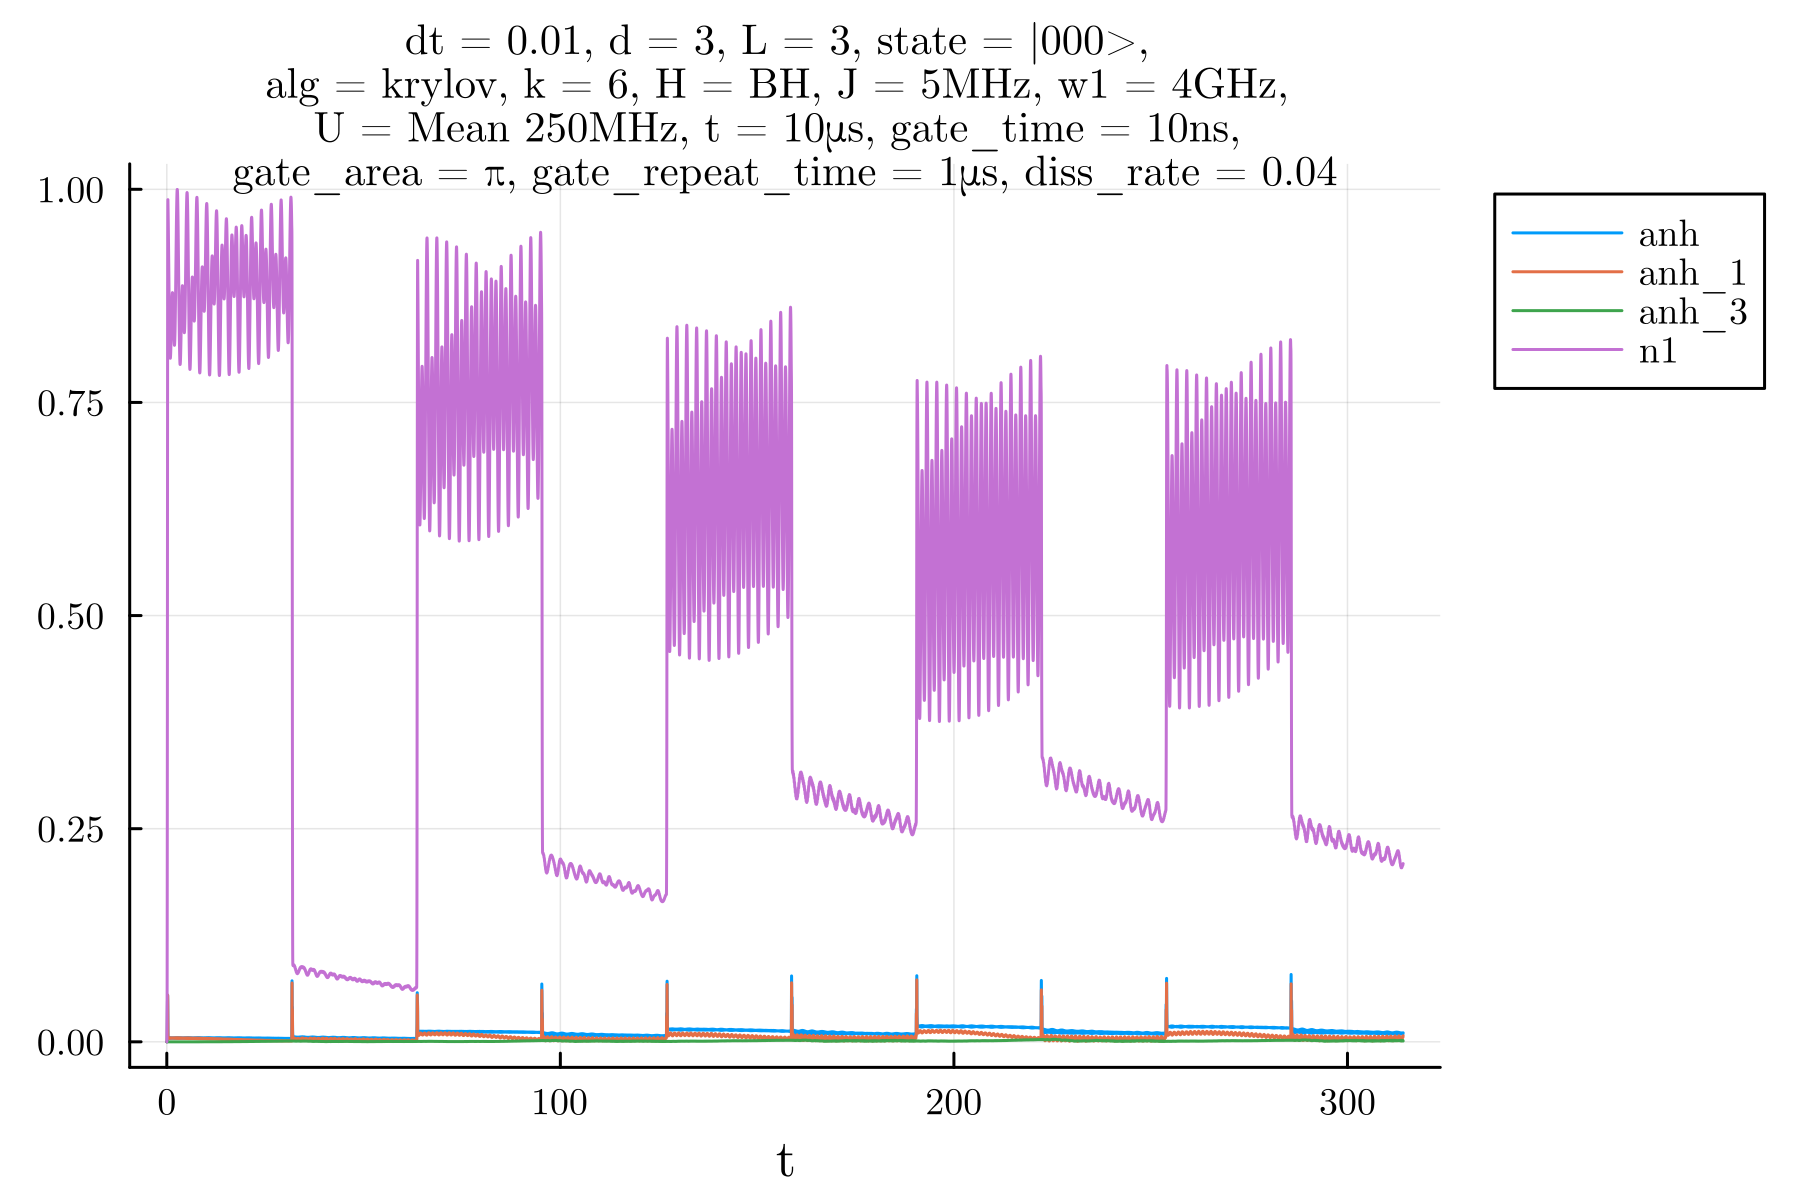 dt = 0.01, d = 3, L = 3, state = |000>,
alg = krylov, k = 6, H = BH, J = 5MHz, w1 = 4GHz,
U = Mean 250MHz, t = 10μs, gate_time = 10ns,
gate_area = π, gate_repeat_time = 1μs, diss_rate = 0.04
1.00
0.75
0.50
0.25
0.00
0
100
200
300
t
anh
anh_1
anh_3
n1